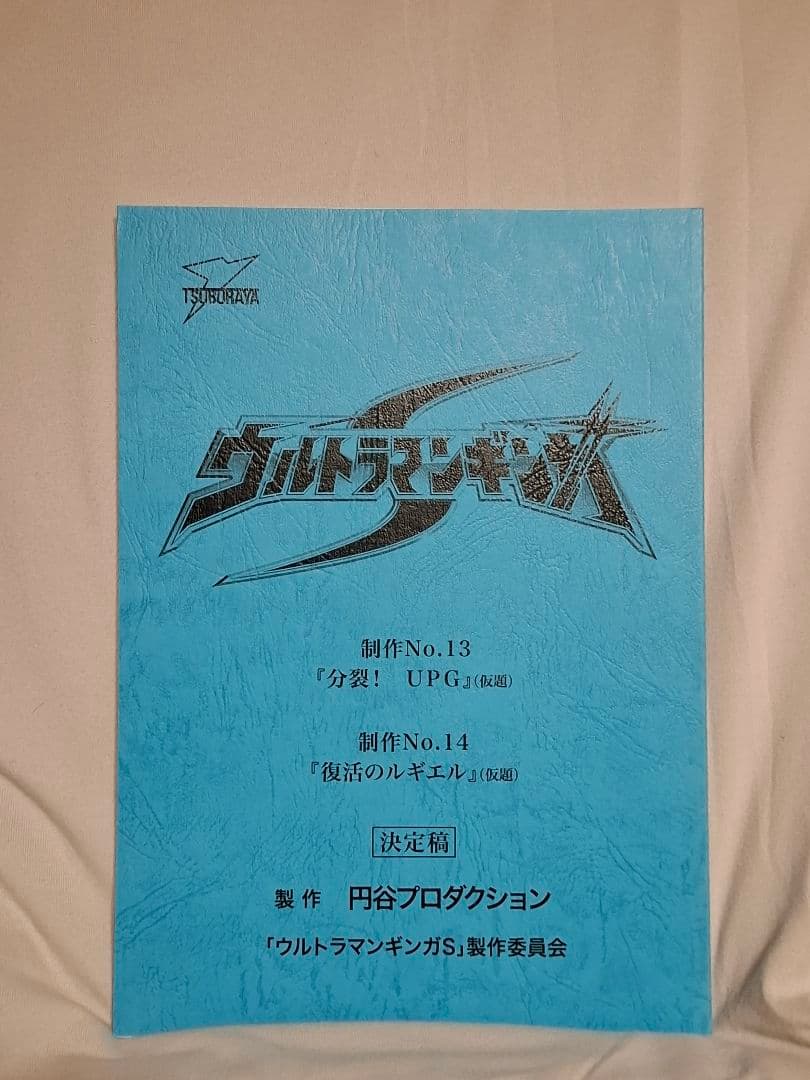 TSUBURAYA
ウルトラマンギンガS
制作No.13
『分裂！　UPG』（仮題）
制作No.14
『復活のルギエル』（仮題）
決定稿
製作　円谷プロダクション
「ウルトラマンギンガS」製作委員会